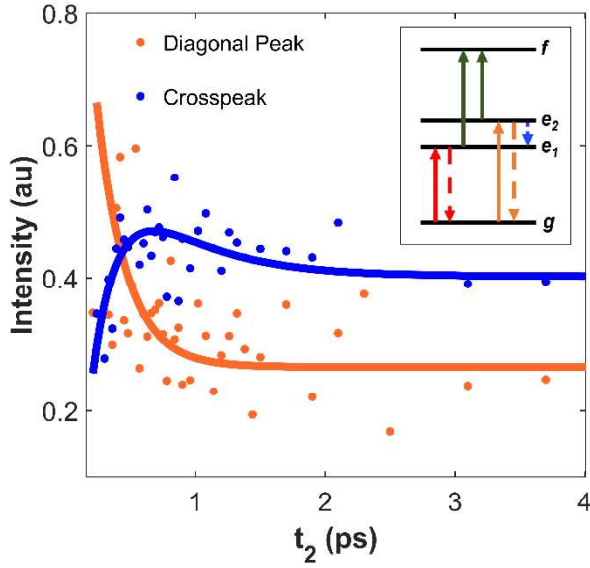 Diagonal Peak
Crosspeak
f
e2
e1
g
Intensity (au)
0.8
0.6
0.4
0.2
1
2
3
4
t2 (ps)